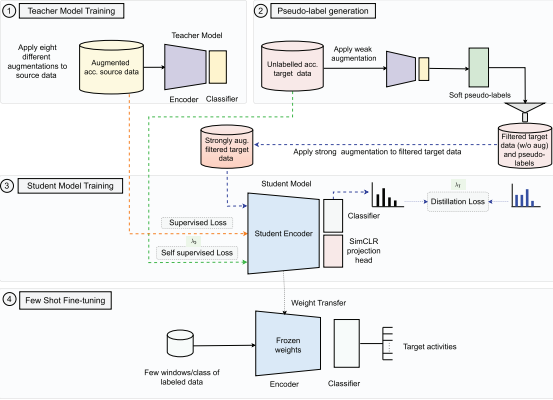 1 Teacher Model Training
2 Pseudo-label generation
Apply eight
different
augmentations to
source data
Augmented
acc. source data
Teacher Model
Encoder Classifier
Unlabelled acc.
target data
Apply weak
augmentation
Soft pseudo-labels
Filtered target
data (w/o aug)
and pseudo-
labels
Strongly aug.
filtered target
data
Apply strong augmentation to filtered target data
3 Student Model Training
Student Model
Student Encoder
Classifier
SimCLR
projection
head
Supervised Loss
Self supervised Loss
Distillation Loss
4 Few Shot Fine-tuning
Weight Transfer
Few windows/class of
labeled data
Frozen
weights
Encoder
Classifier
Target activities